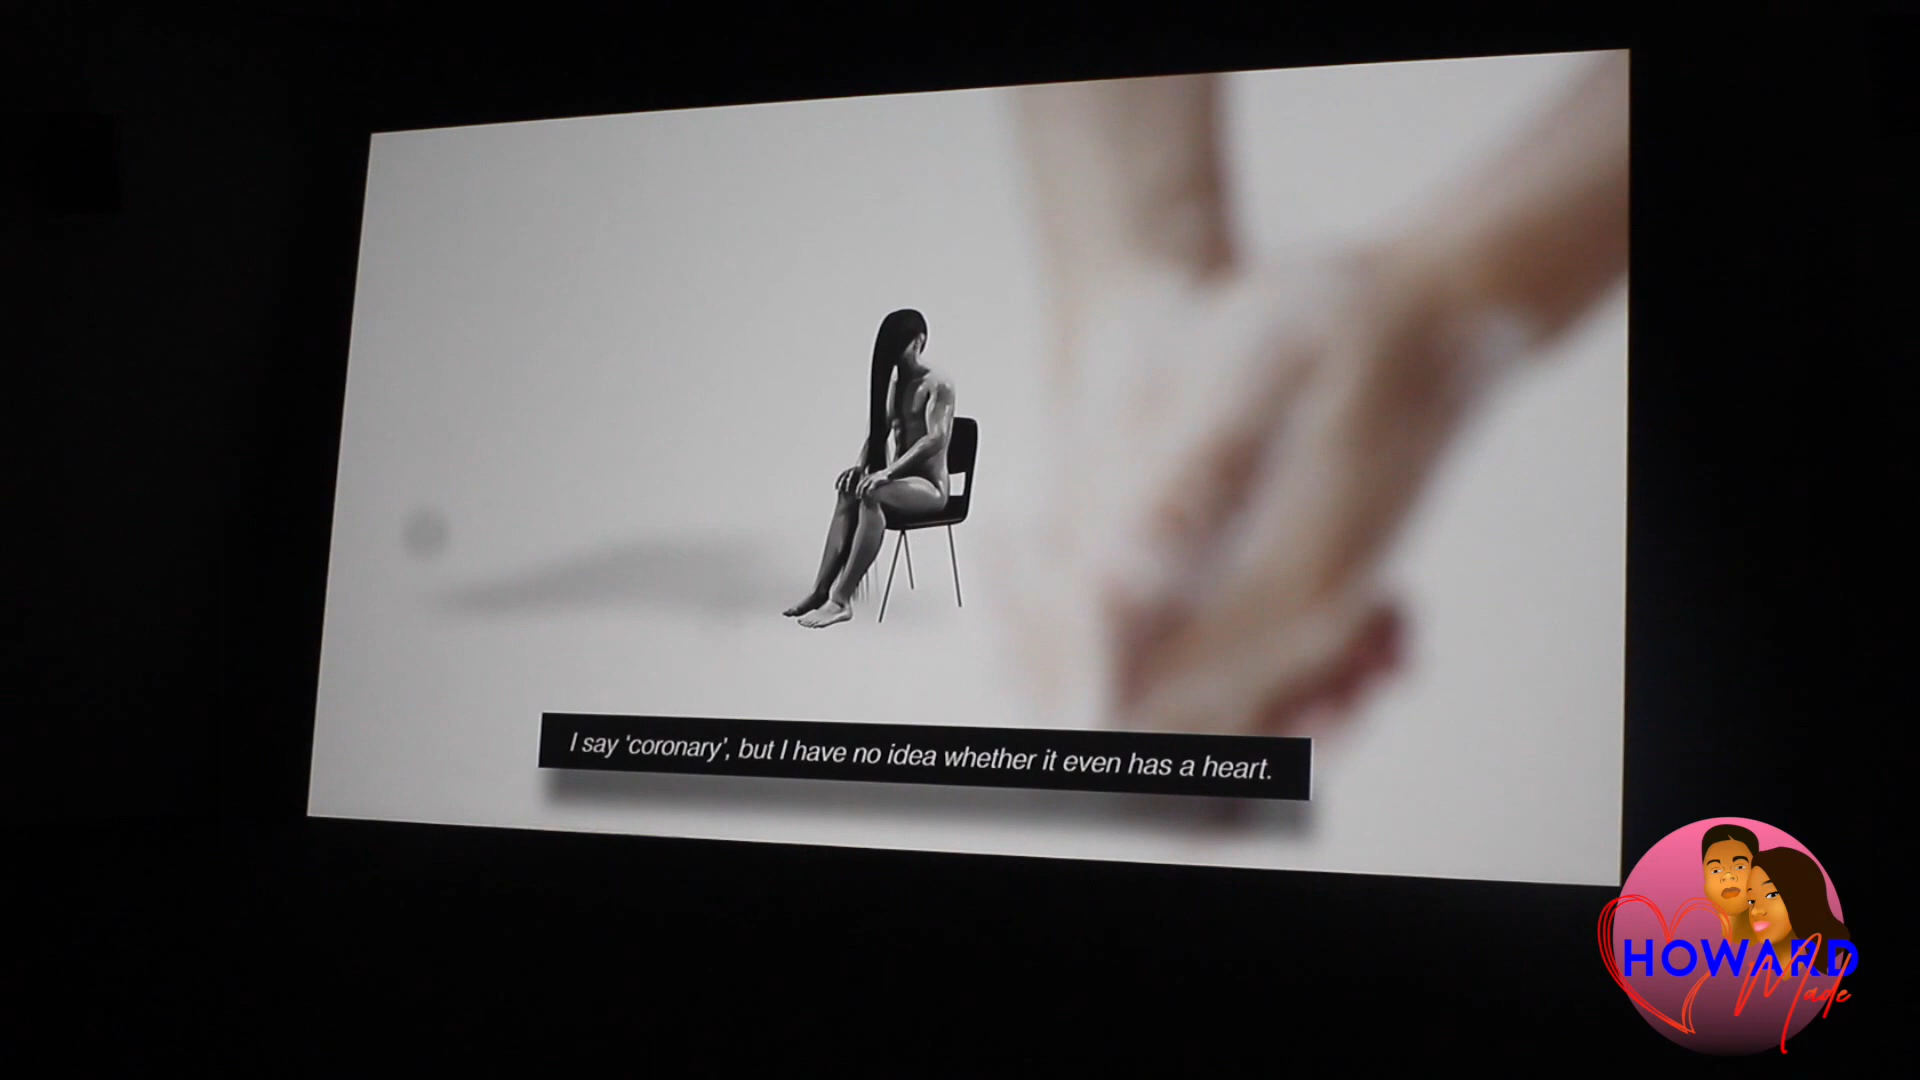 I say ‘coronary’, but I have no idea whether it even has a heart.
HOWARD
Made